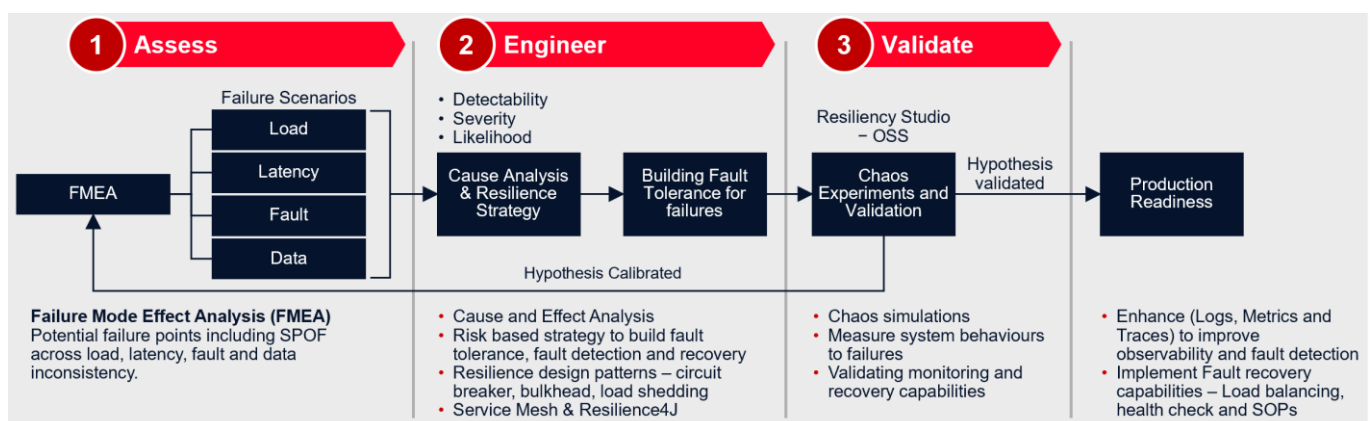 1 Assess
2 Engineer
3 Validate
Failure Scenarios
Load
Latency
Fault
Data
FMEA
• Detectability
• Severity
• Likelihood
Cause Analysis
& Resilience
Strategy
Building Fault
Tolerance for
failures
Resiliency Studio
– OSS
Chaos
Experiments and
Validation
Hypothesis
validated
Production
Readiness
Hypothesis Calibrated
Failure Mode Effect Analysis (FMEA)
Potential failure points including SPOF
across load, latency, fault and data
inconsistency.
• Cause and Effect Analysis
• Risk based strategy to build fault
tolerance, fault detection and recovery
• Resilience design patterns – circuit
breaker, bulkhead, load shedding
• Service Mesh & Resilience4J
• Chaos simulations
• Measure system behaviours
to failures
• Validating monitoring and
recovery capabilities
• Enhance (Logs, Metrics and
Traces) to improve
observability and fault detection
• Implement Fault recovery
capabilities – Load balancing,
health check and SOPs